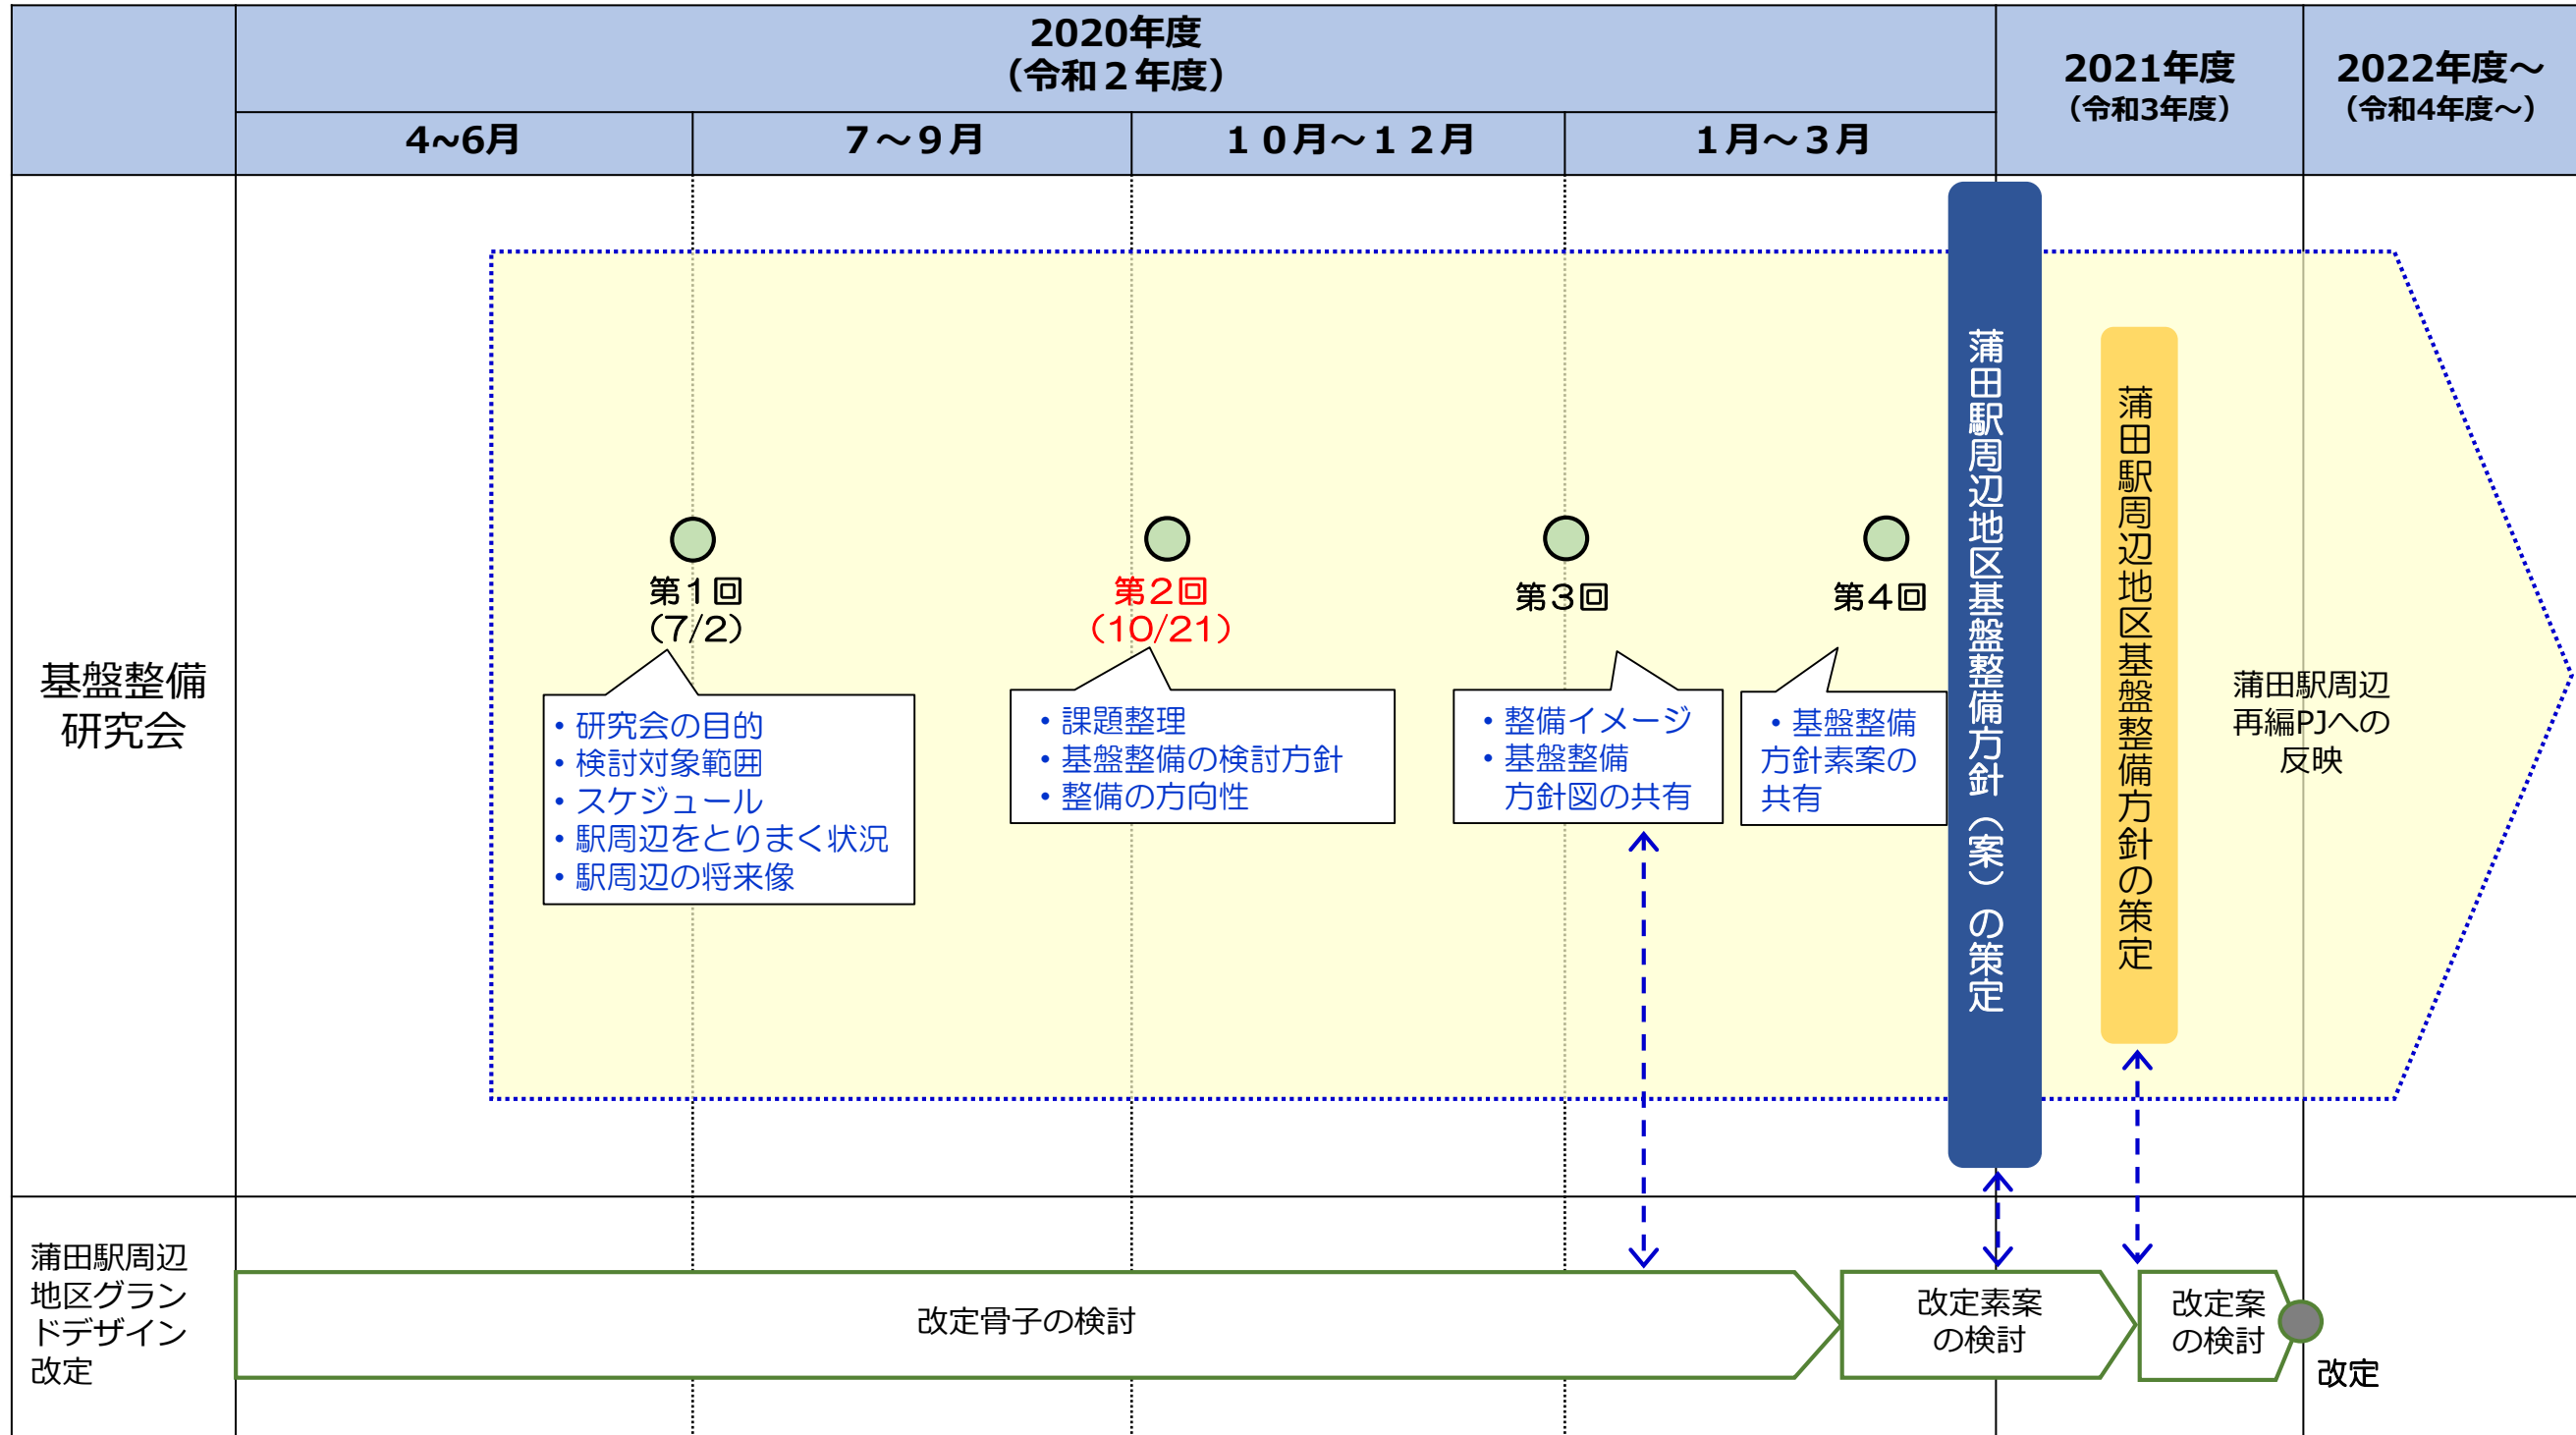 2020年度
（令和２年度）
2021年度
（令和3年度）
2022年度～
（令和4年度～）
4~6月
７～９月
１０月～１２月
１月～３月
基盤整備
研究会
第１回
（7/2）
・研究会の目的
・検討対象範囲
・スケジュール
・駅周辺をとりまく状況
・駅周辺の将来像
第２回
（10/21）
・課題整理
・基盤整備の検討方針
・整備の方向性
第３回
・整備イメージ
・基盤整備
方針図の共有
第４回
・基盤整備
方針素案の
共有
蒲田駅周辺地区基盤整備方針（案）の策定
蒲田駅周辺地区基盤整備方針の策定
蒲田駅周辺
再編PJへの
反映
蒲田駅周辺
地区グラン
ドデザイン
改定
改定骨子の検討
改定素案
の検討
改定案
の検討
改定